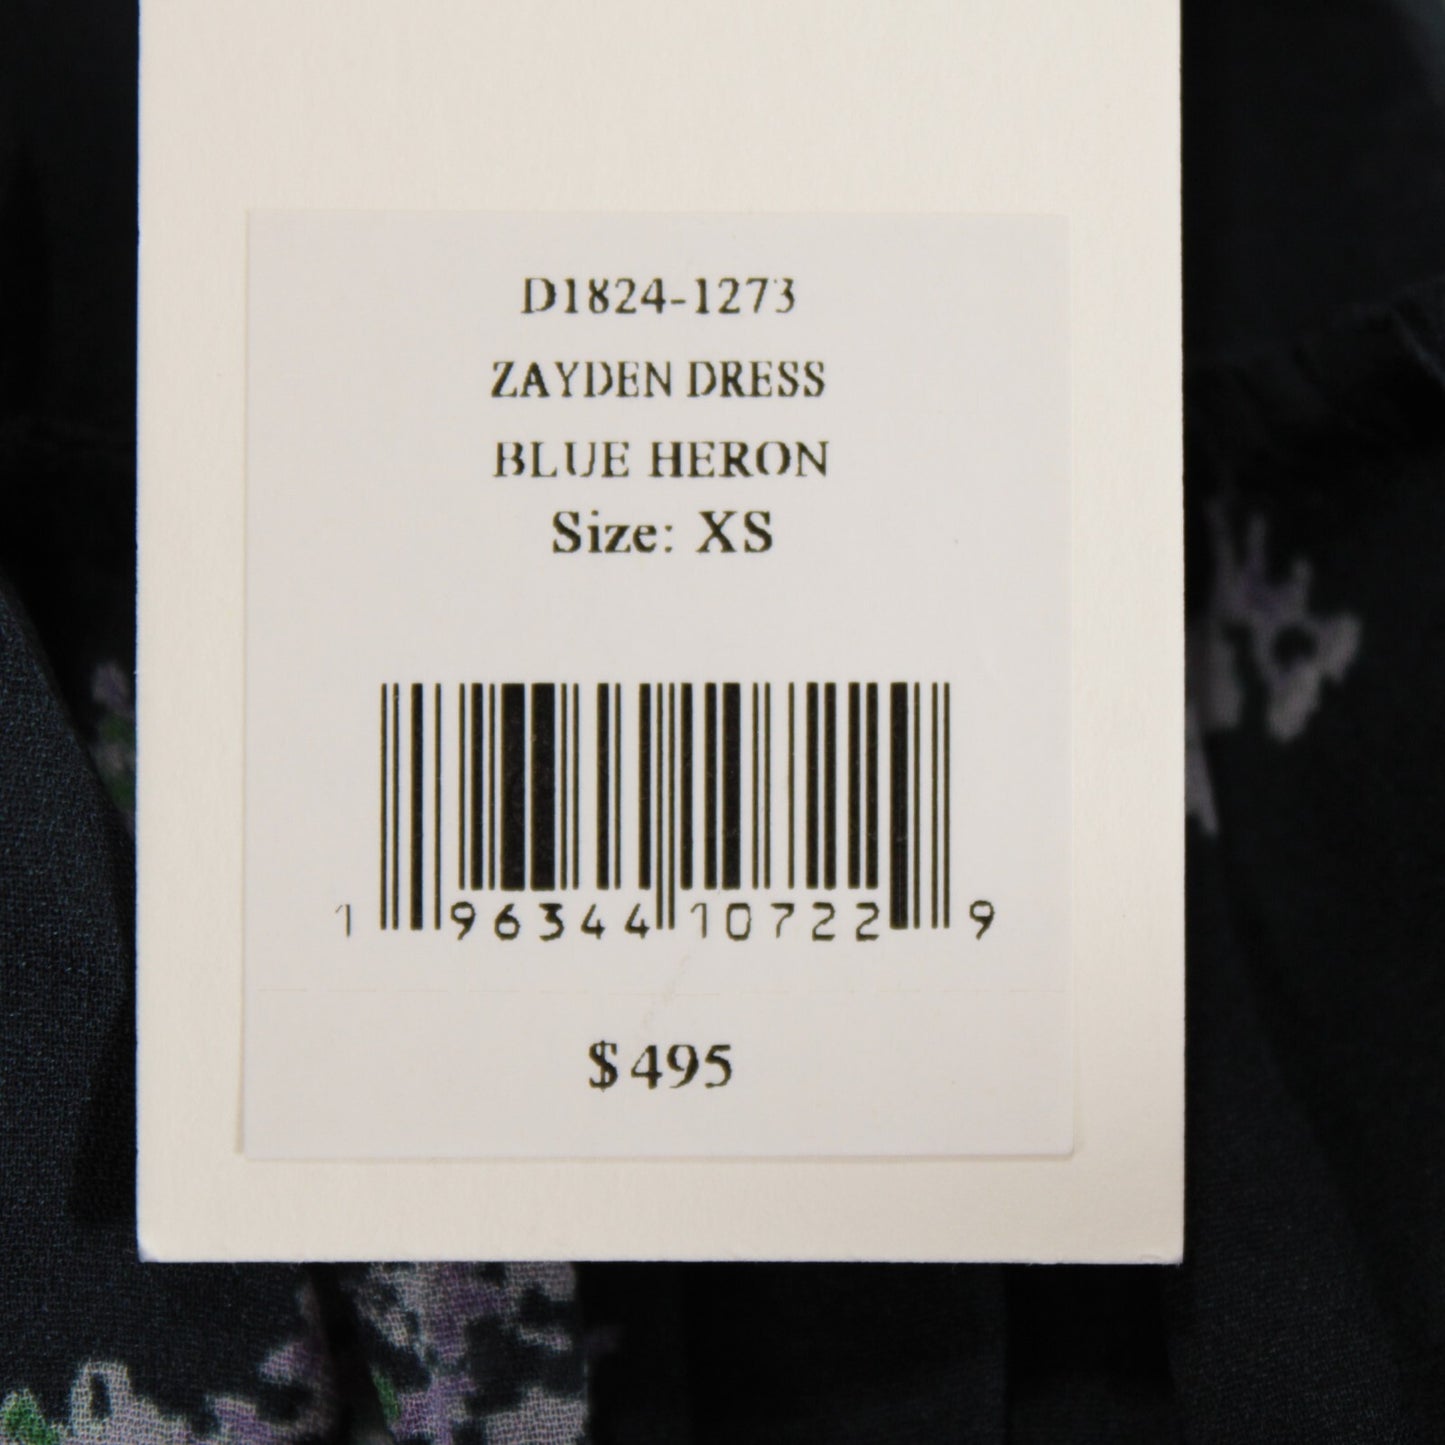 D1824-1273
ZAYDEN DRESS
BLUE HERON
Size: XS
1 96344 10722 9
$495